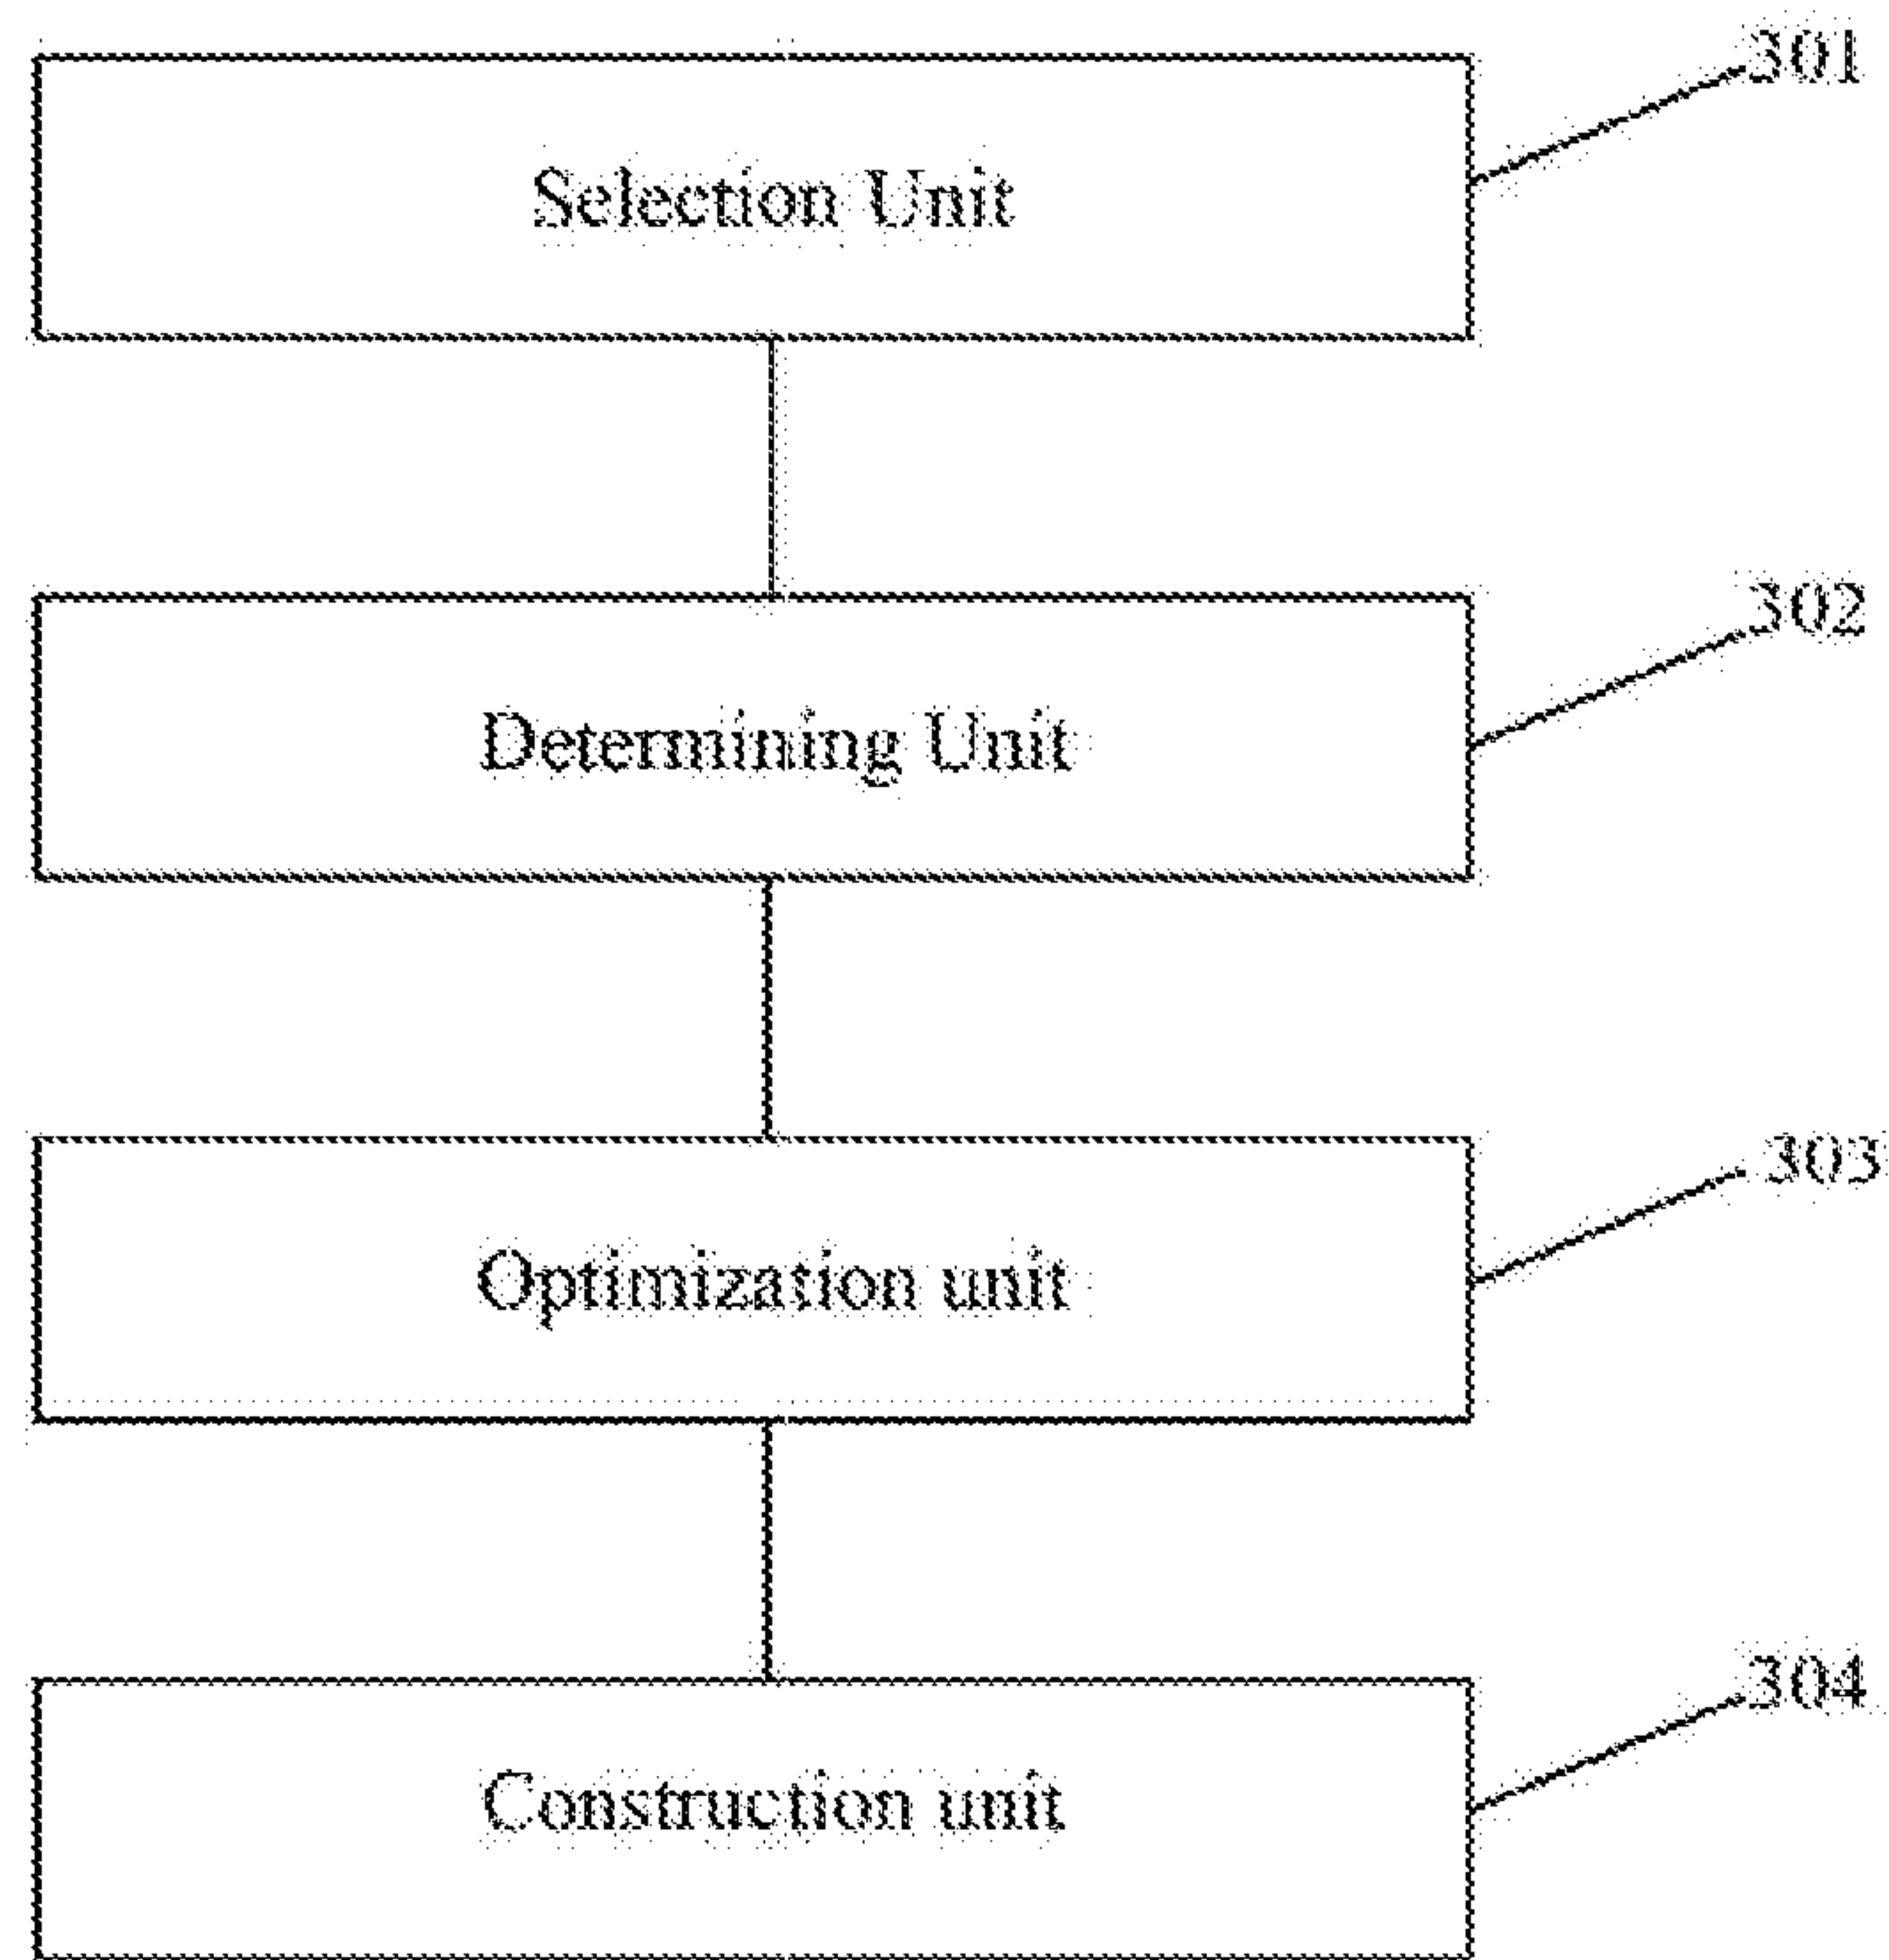 301
Selection Unit
302
Determining Unit
303
Optimization unit
304
Construction unit